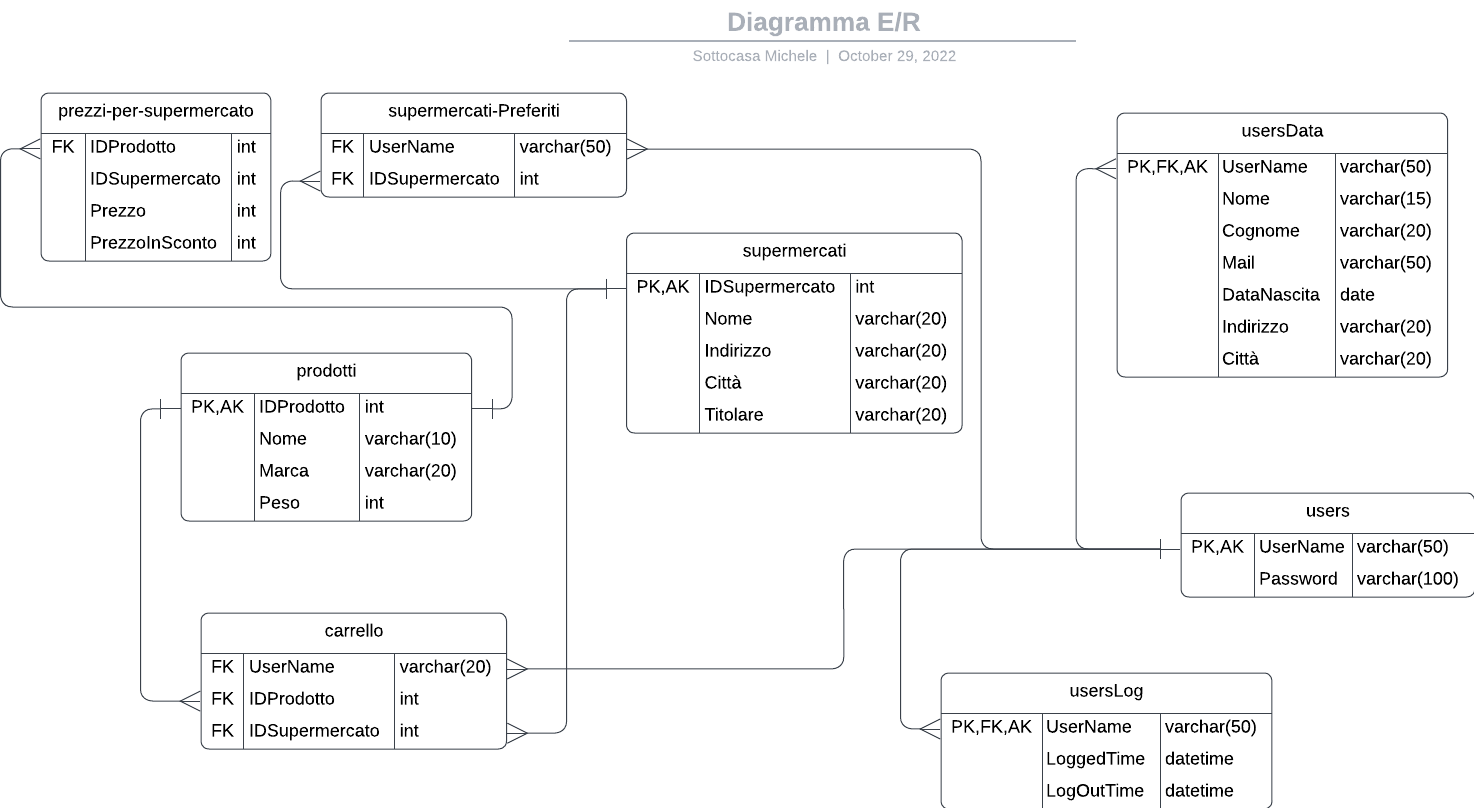 Diagramma E/R
Sottocasa Michele | October 29, 2022
prezzi-per-supermercato
FK IDProdotto int
IDSupermercato int
Prezzo int
PrezzoInSconto int
supermercati-Preferiti
FK UserName varchar(50)
FK IDSupermercato int
usersData
PK,FK,AK UserName varchar(50)
Nome varchar(15)
Cognome varchar(20)
Mail varchar(50)
DataNascita date
Indirizzo varchar(20)
Città varchar(20)
supermercati
PK,AK IDSupermercato int
Nome varchar(20)
Indirizzo varchar(20)
Città varchar(20)
Titolare varchar(20)
prodotti
PK,AK IDProdotto int
Nome varchar(10)
Marca varchar(20)
Peso int
users
PK,AK UserName varchar(50)
Password varchar(100)
carrello
FK UserName varchar(20)
FK IDProdotto int
FK IDSupermercato int
usersLog
PK,FK,AK UserName varchar(50)
LoggedTime datetime
LogOutTime datetime